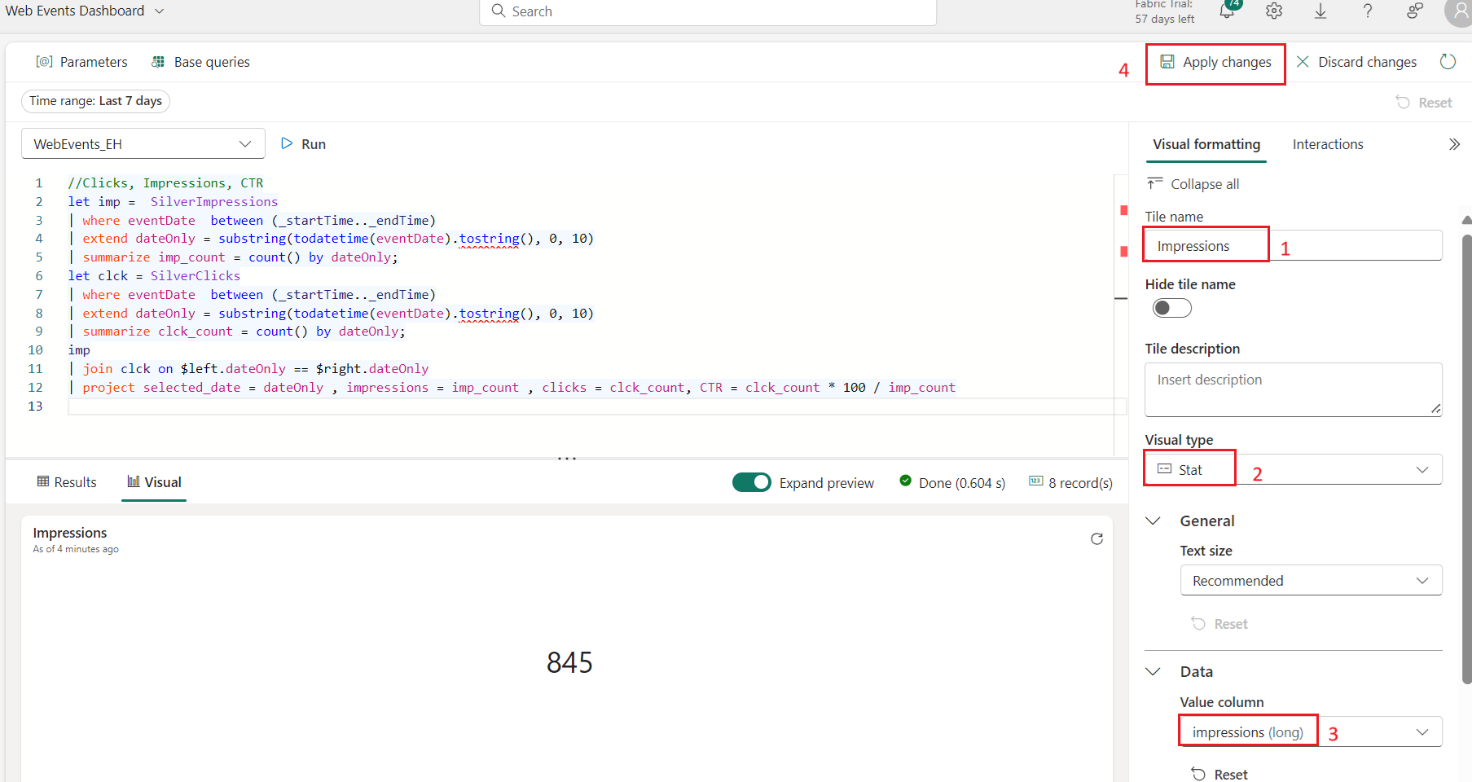 Web Events Dashboard
Search
Fabric Trial:
57 days left
74
Parameters
Base queries
4
Apply changes
Discard changes
Time range: Last 7 days
Reset
WebEvents_EH
Run
1 //Clicks, Impressions, CTR
2 let imp =  SilverImpressions
3 | where eventDate  between (_startTime.._endTime)
4 | extend dateOnly = substring(todatetime(eventDate).tostring(), 0, 10)
5 | summarize imp_count = count() by dateOnly;
6 let clck = SilverClicks
7 | where eventDate  between (_startTime.._endTime)
8 | extend dateOnly = substring(todatetime(eventDate).tostring(), 0, 10)
9 | summarize clck_count = count() by dateOnly;
10 imp
11 | join clck on $left.dateOnly == $right.dateOnly
12 | project selected_date = dateOnly , impressions = imp_count , clicks = clck_count, CTR = clck_count * 100 / imp_count
13
Results
Visual
Expand preview
Done (0.604 s)
8 record(s)
Impressions
As of 4 minutes ago
845
Visual formatting
Interactions
Collapse all
Tile name
Impressions
1
Hide tile name
Tile description
Insert description
Visual type
Stat
2
General
Text size
Recommended
Reset
Data
Value column
impressions (long)
3
Reset